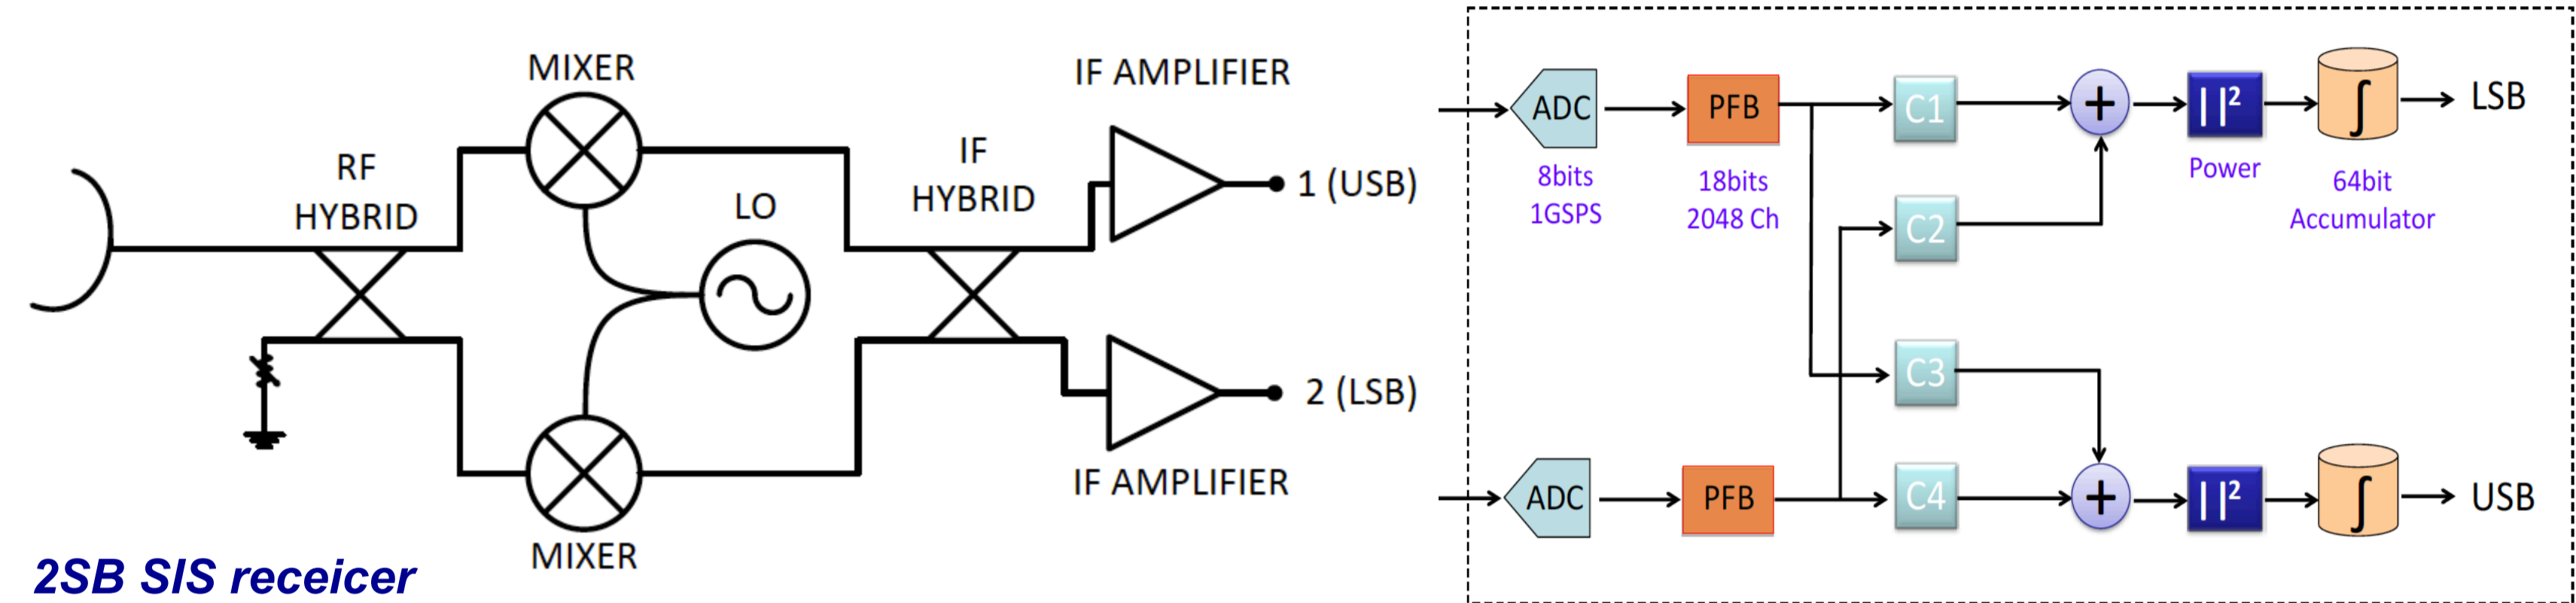 MIXER
RF
HYBRID
LO
IF
HYBRID
IF AMPLIFIER
1 (USB)
2 (LSB)
IF AMPLIFIER
MIXER
2SB SIS receicer
ADC
8bits
1GSPS
PFB
18bits
2048 Ch
C1
C2
C3
C4
+
||²
Power
∫
64bit
Accumulator
LSB
ADC
PFB
+
||²
∫
USB